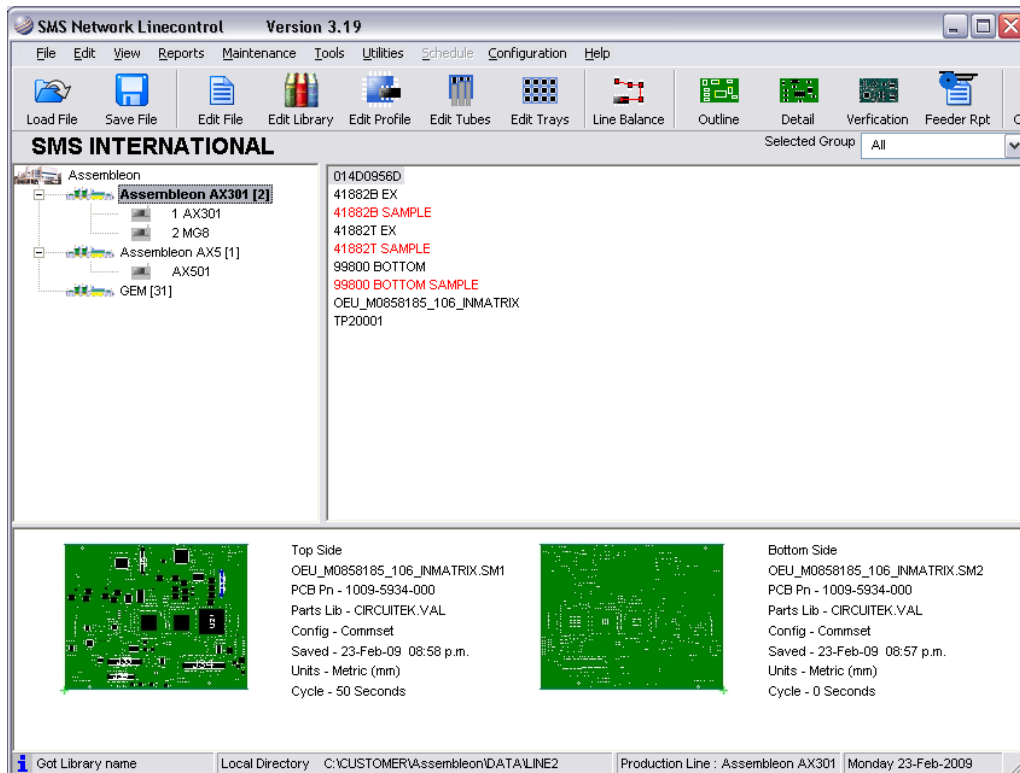 SMS Network Linecontrol Version 3.19
File Edit View Reports Maintenance Tools Utilities Schedule Configuration Help
Load File Save File Edit File Edit Library Edit Profile Edit Tubes Edit Trays Line Balance Outline Detail Verfication Feeder Rpt
SMS INTERNATIONAL Selected Group All
Assembleon
Assembleon AX301 [2]
1 AX301
2 MG8
Assembleon AX5 [1]
AX501
GEM [31]
014D0956D
41882B EX
41882B SAMPLE
41882T EX
41882T SAMPLE
99800 BOTTOM
99800 BOTTOM SAMPLE
OEU_M0858185_106_INMATRIX
TP20001
Top Side
OEU_M0858185_106_INMATRIX.SM1
PCB Pn - 1009-5934-000
Parts Lib - CIRCUITEK.VAL
Config - Commset
Saved - 23-Feb-09 08:58 p.m.
Units - Metric (mm)
Cycle - 50 Seconds
Bottom Side
OEU_M0858185_106_INMATRIX.SM2
PCB Pn - 1009-5934-000
Parts Lib - CIRCUITEK.VAL
Config - Commset
Saved - 23-Feb-09 08:57 p.m.
Units - Metric (mm)
Cycle - 0 Seconds
Got Library name Local Directory C:\CUSTOMER\Assembleon\DATA\LINE2 Production Line : Assembleon AX301 Monday 23-Feb-2009